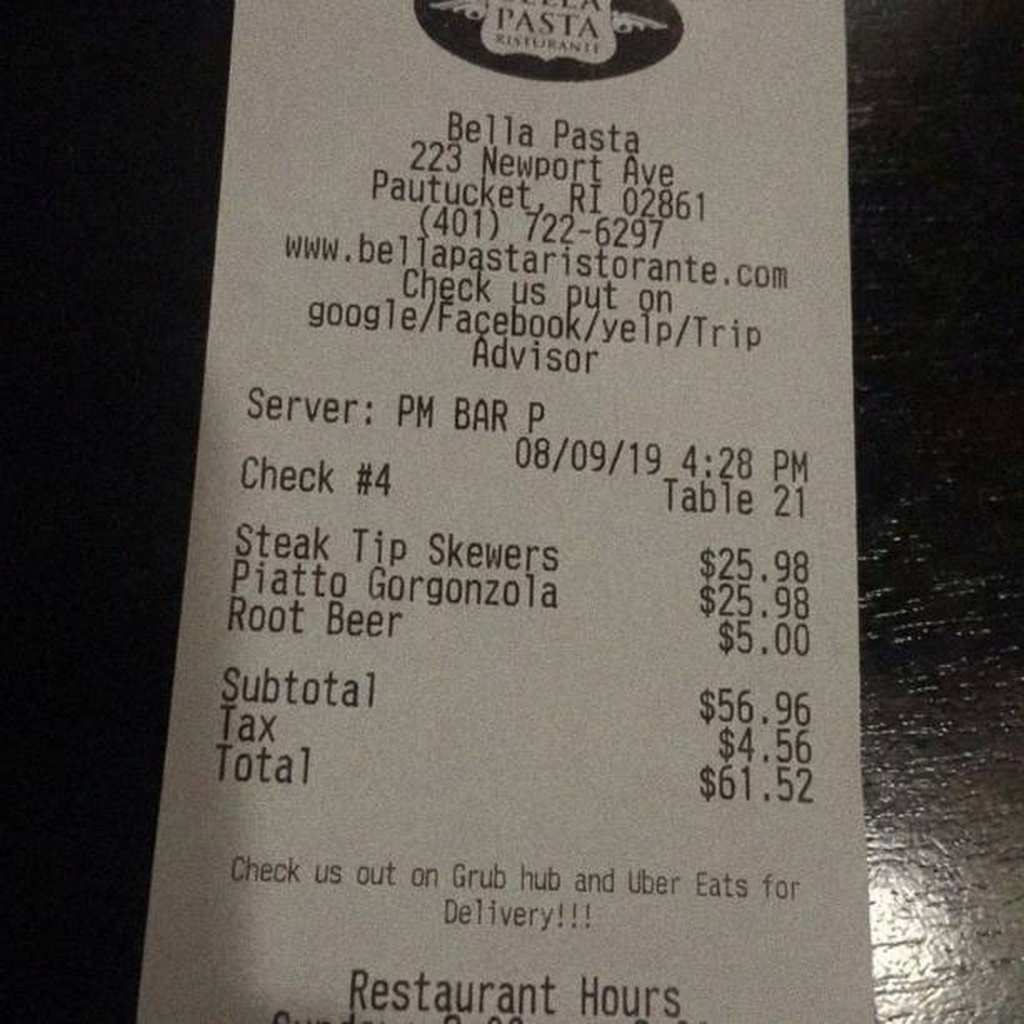 PASTA
RISTORANTE
Bella Pasta
223 Newport Ave
Pautucket, RI 02861
(401) 722-6297
www.bellapastaristorante.com
Check us put on
google/Facebook/yelp/Trip
Advisor
Server: PM BAR P
08/09/19 4:28 PM
Check #4
Table 21
Steak Tip Skewers $25.98
Piatto Gorgonzola $25.98
Root Beer $5.00
Subtotal $56.96
Tax $4.56
Total $61.52
Check us out on Grub hub and Uber Eats for
Delivery!!!
Restaurant Hours